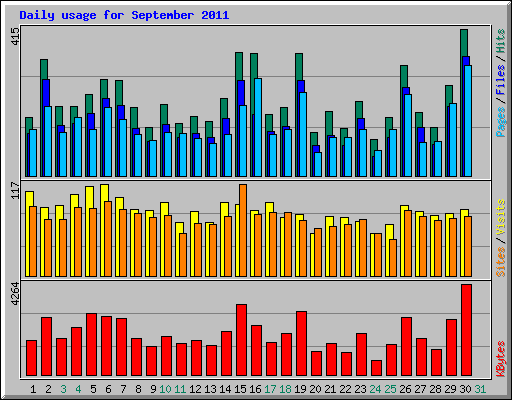 Daily usage for September 2011
415
Pages / Files / Hits
117
Sites / Visits
4264
KBytes
1 2 3 4 5 6 7 8 9 10 11 12 13 14 15 16 17 18 19 20 21 22 23 24 25 26 27 28 29 30 31